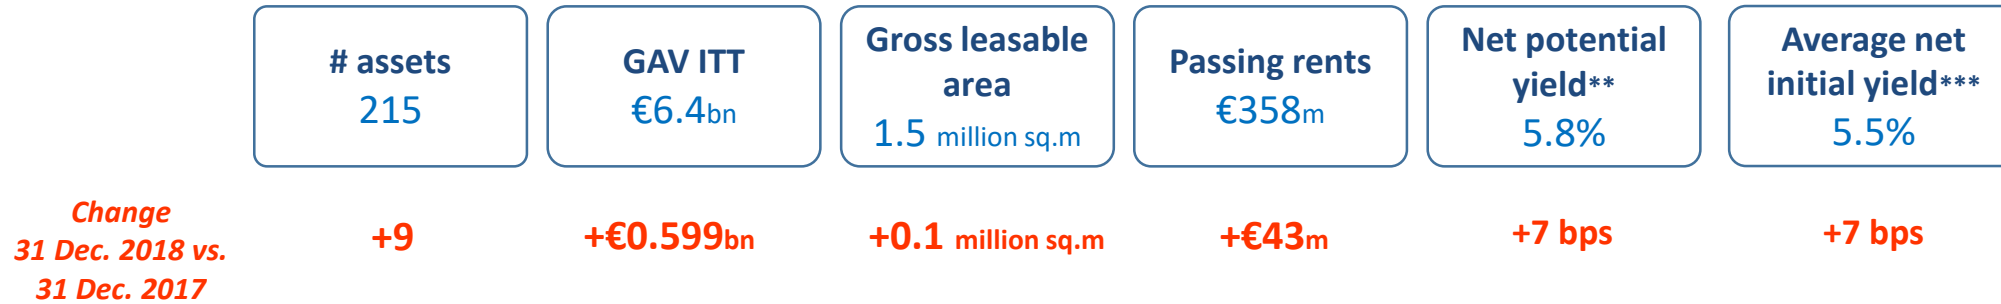 # assets
215
GAV ITT
€6.4bn
Gross leasable
area
1.5 million sq.m
Passing rents
€358m
Net potential
yield**
5.8%
Average net
initial yield***
5.5%
Change
31 Dec. 2018 vs.
31 Dec. 2017
+9
+€0.599bn
+0.1 million sq.m
+€43m
+7 bps
+7 bps